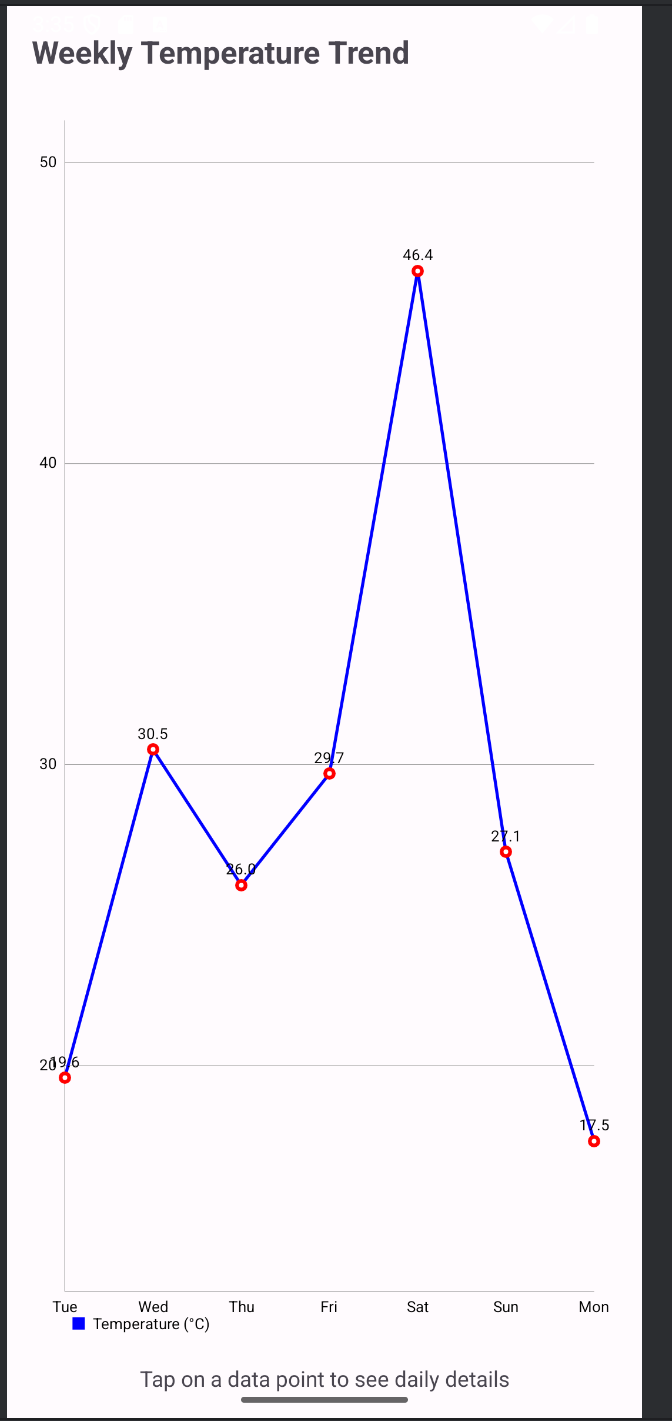 Weekly Temperature Trend
50
46.4
40
30.5
30
29.7
27.1
26.0
20
19.6
17.5
Tue Wed Thu Fri Sat Sun Mon
Temperature (°C)
Tap on a data point to see daily details